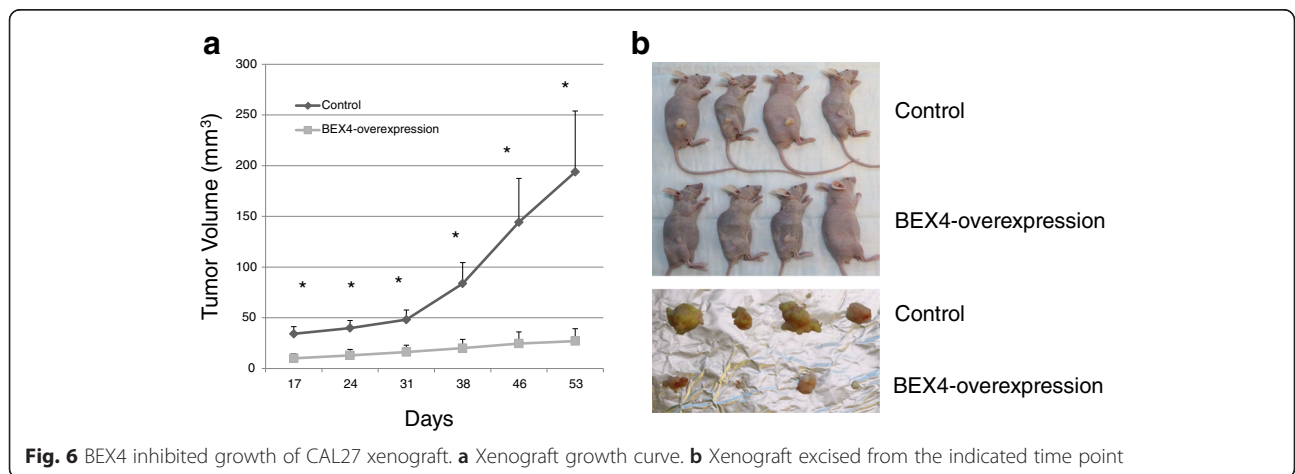 a
b
300
250
200
150
100
50
0
Tumor Volume (mm³)
Control
BEX4-overexpression
*
*
*
*
*
*
17 24 31 38 46 53
Days
Control
BEX4-overexpression
Control
BEX4-overexpression
Fig. 6 BEX4 inhibited growth of CAL27 xenograft. a Xenograft growth curve. b Xenograft excised from the indicated time point